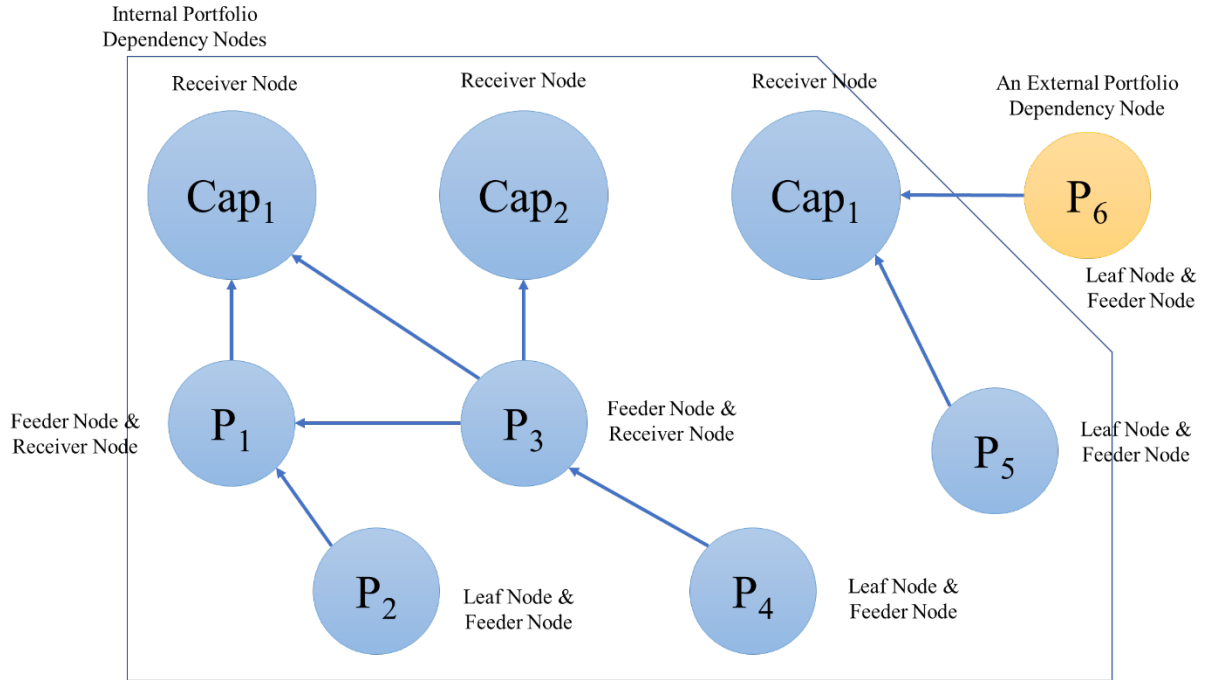 Internal Portfolio
Dependency Nodes
Receiver Node
Receiver Node
Receiver Node
An External Portfolio
Dependency Node
Cap₁
Cap₂
Cap₁
P₆
Leaf Node &
Feeder Node
Feeder Node &
Receiver Node
P₁
P₃
Feeder Node &
Receiver Node
P₅
Leaf Node &
Feeder Node
P₂
Leaf Node &
Feeder Node
P₄
Leaf Node &
Feeder Node